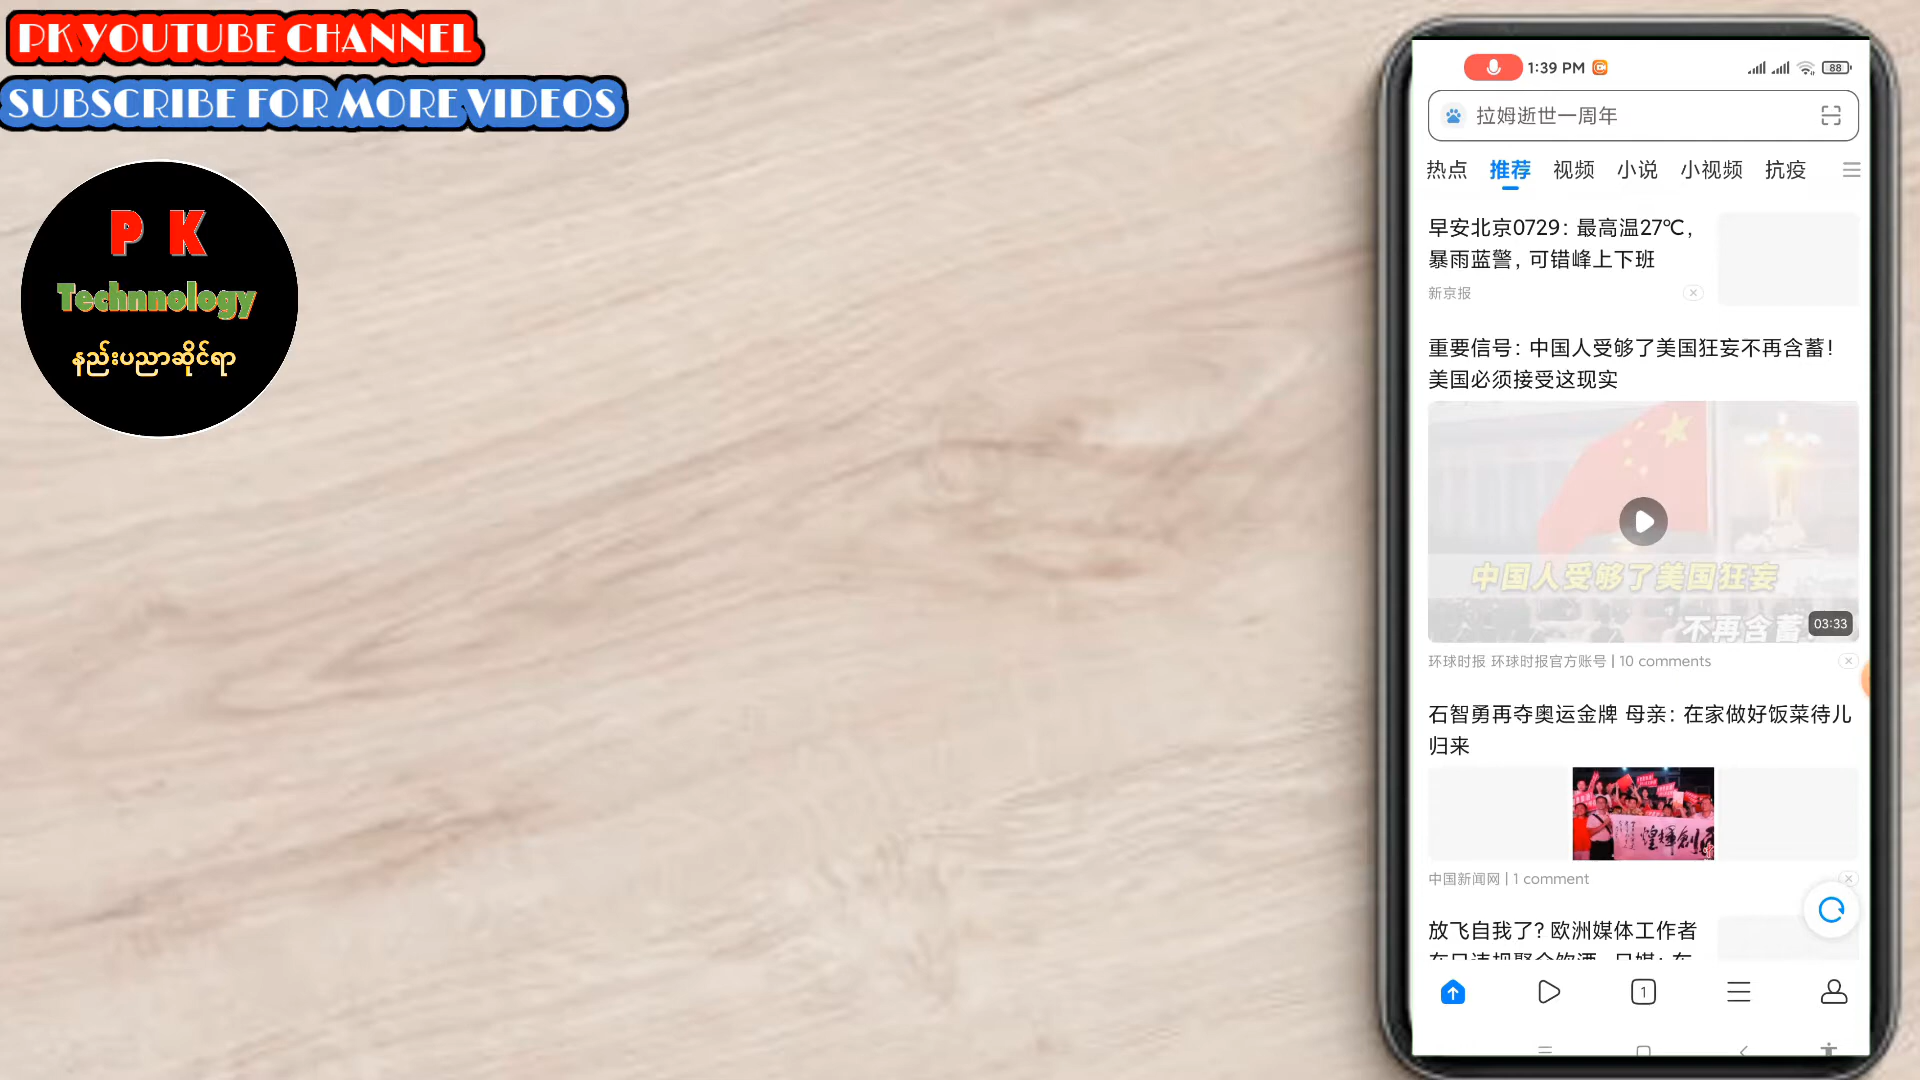 PK YOUTUBE CHANNEL
SUBSCRIBE FOR MORE VIDEOS
P K
Technnology
နည်းပညာဆိုင်ရာ
1:39 PM
88
拉姆逝世一周年
热点 推荐 视频 小说 小视频 抗疫
早安北京0729：最高温27℃，
暴雨蓝警，可错峰上下班
新京报
重要信号：中国人受够了美国狂妄不再含蓄！
美国必须接受这现实
中国人受够了美国狂妄
不再含蓄
03:33
环球时报 环球时报官方账号 | 10 comments
石智勇再夺奥运金牌 母亲：在家做好饭菜待儿
归来
中国新闻网 | 1 comment
放飞自我了？欧洲媒体工作者
1